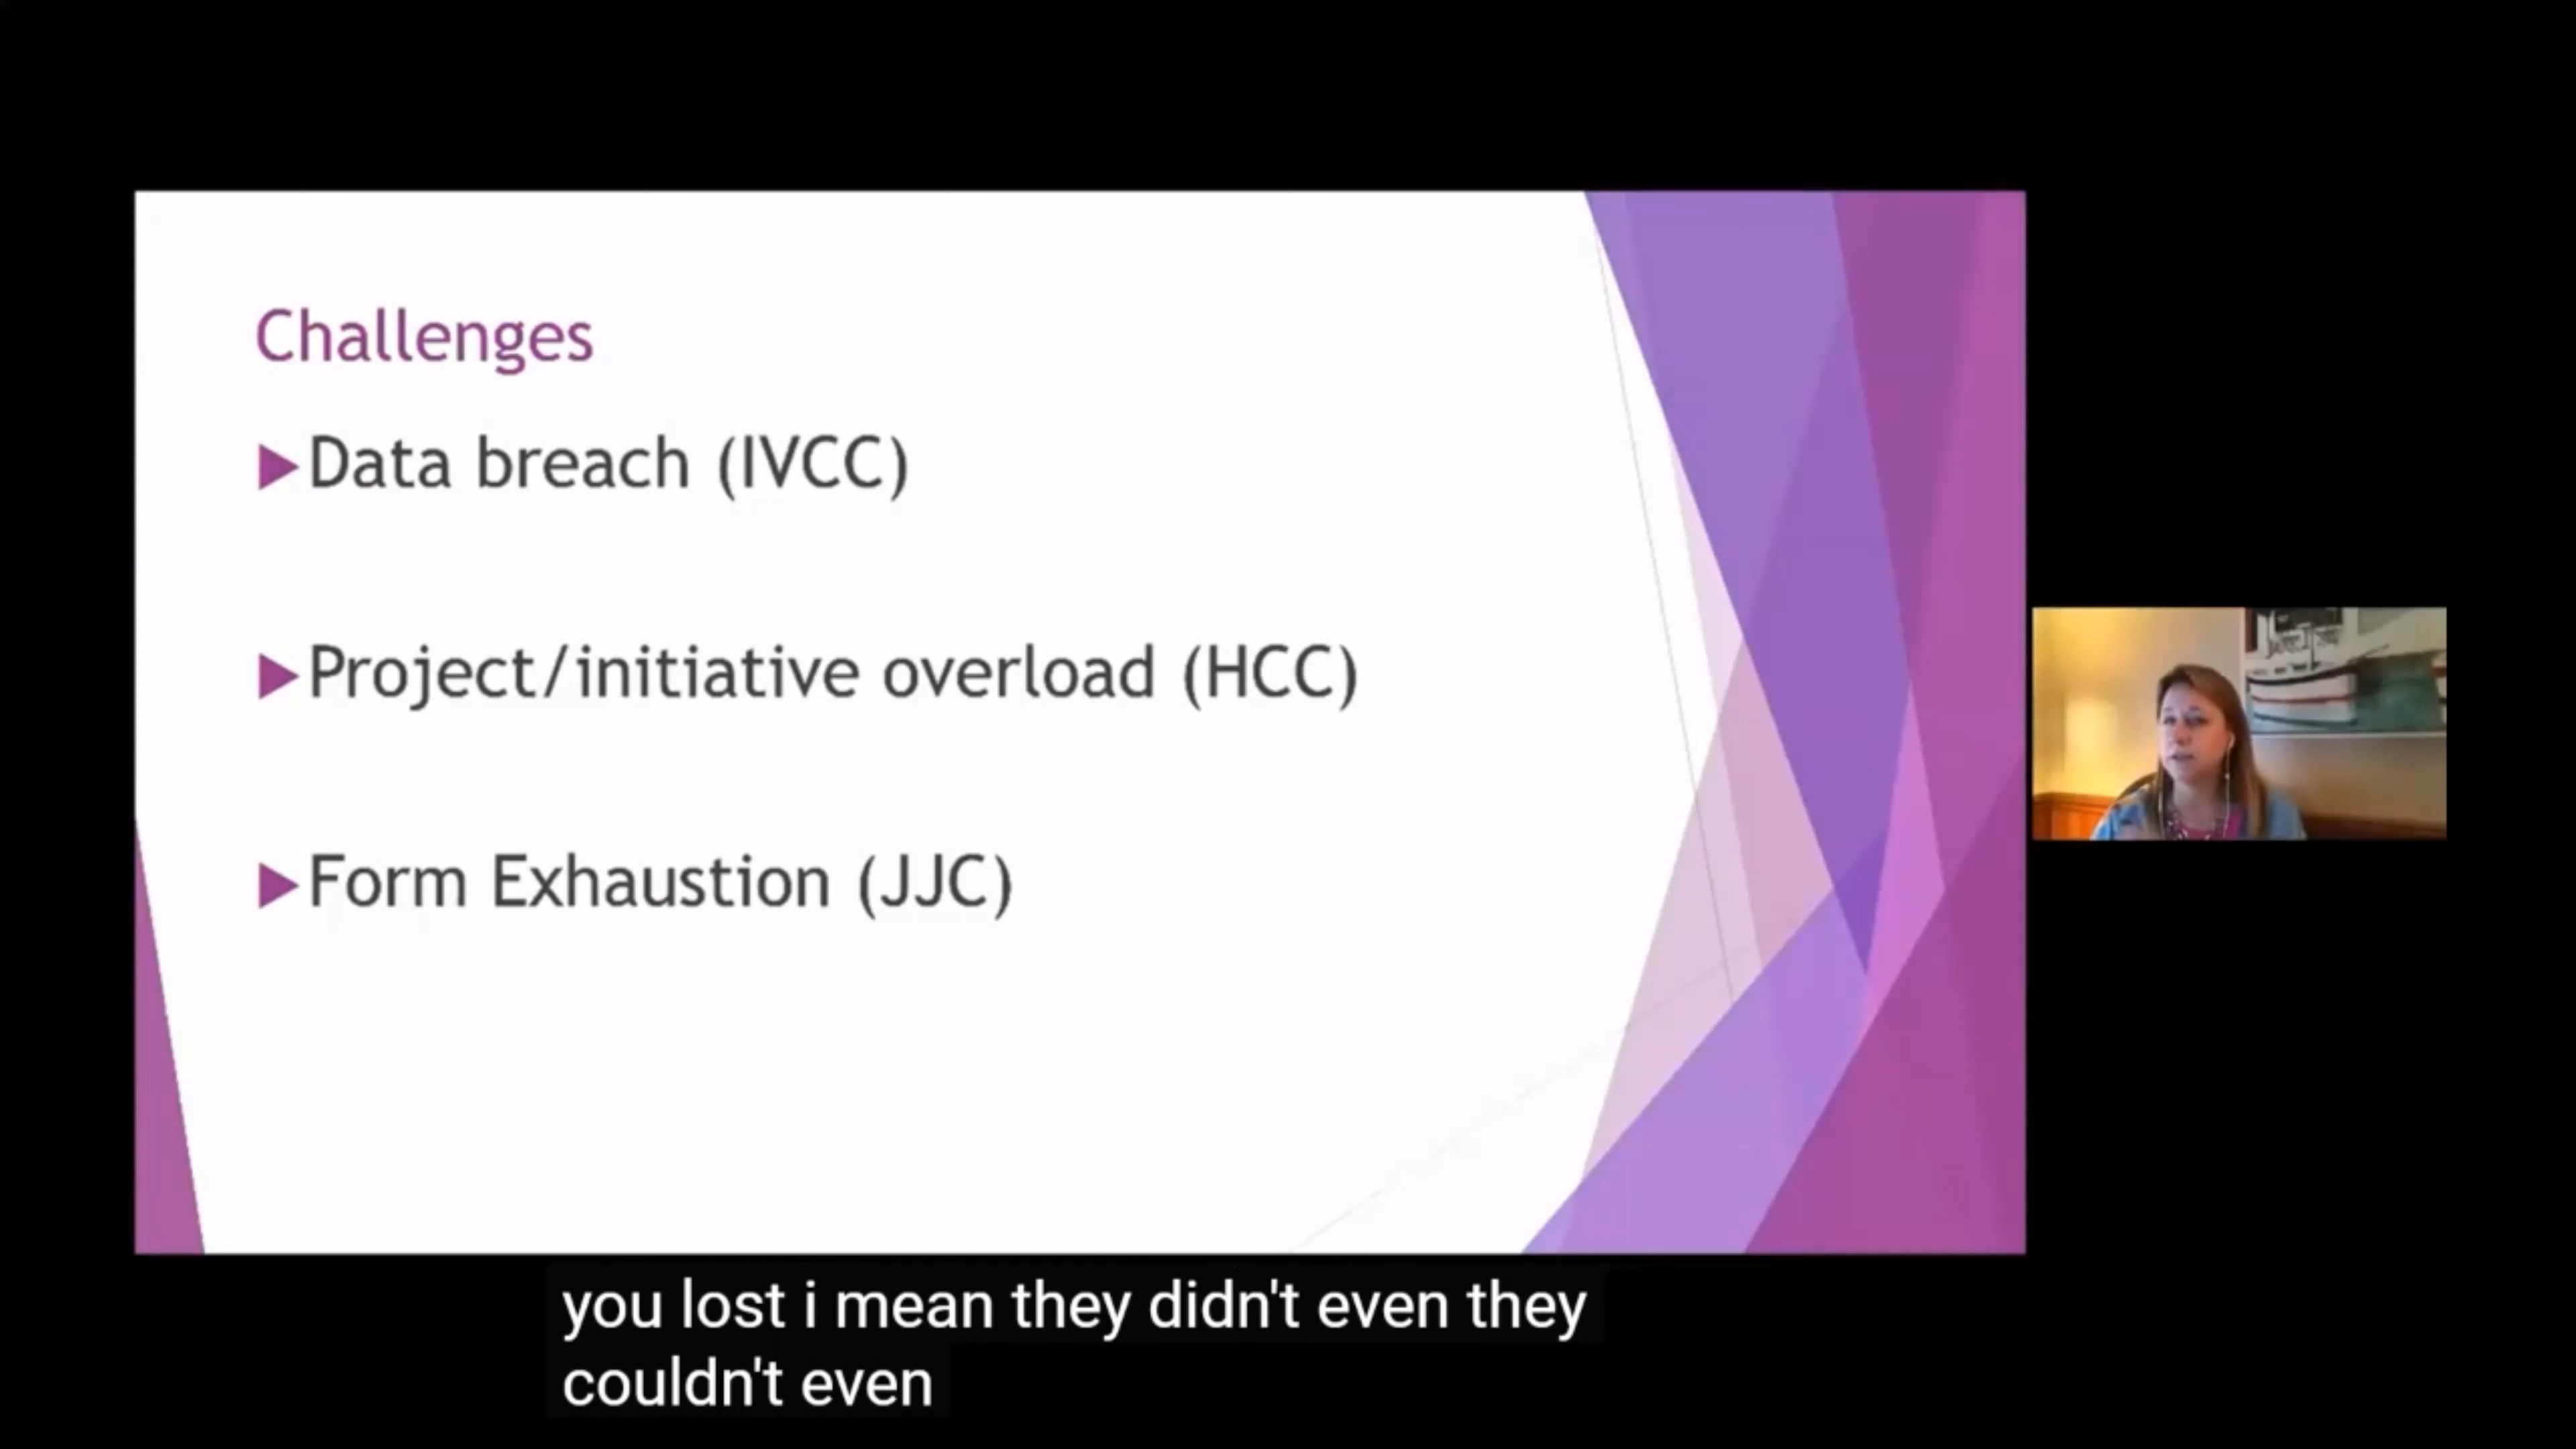 Challenges
Data breach (IVCC)
Project/initiative overload (HCC)
Form Exhaustion (JJC)
you lost i mean they didn't even they
couldn't even